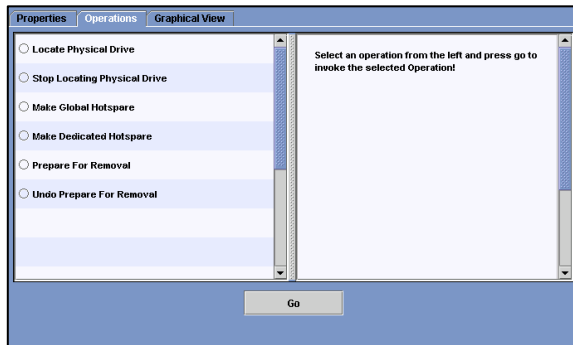 Properties Operations Graphical View
Locate Physical Drive
Stop Locating Physical Drive
Make Global Hotspare
Make Dedicated Hotspare
Prepare For Removal
Undo Prepare For Removal
Select an operation from the left and press go to
invoke the selected Operation!
Go